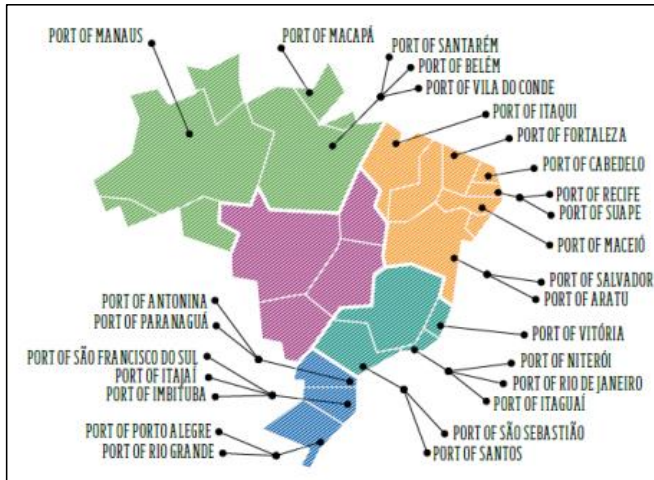 PORT OF MANAUS
PORT OF MACAPÁ
PORT OF SANTARÉM
PORT OF BELÉM
PORT OF VILA DO CONDE
PORT OF ITAQUI
PORT OF FORTALEZA
PORT OF CABEDELO
PORT OF RECIFE
PORT OF SUAPE
PORT OF MACEIÓ
PORT OF SALVADOR
PORT OF ARATU
PORT OF VITÓRIA
PORT OF NITERÓI
PORT OF RIO DE JANEIRO
PORT OF ITAGUAÍ
PORT OF SÃO SEBASTIÃO
PORT OF SANTOS
PORT OF ANTONINA
PORT OF PARANAGUÁ
PORT OF SÃO FRANCISCO DO SUL
PORT OF ITAJAÍ
PORT OF IMBITUBA
PORT OF PORTO ALEGRE
PORT OF RIO GRANDE